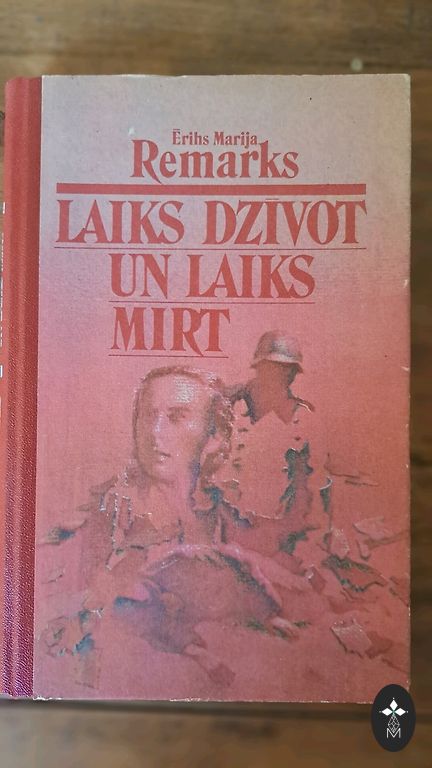 Ērihs Marija
Remarks
LAIKS DZĪVOT
UN LAIKS
MIRT
M